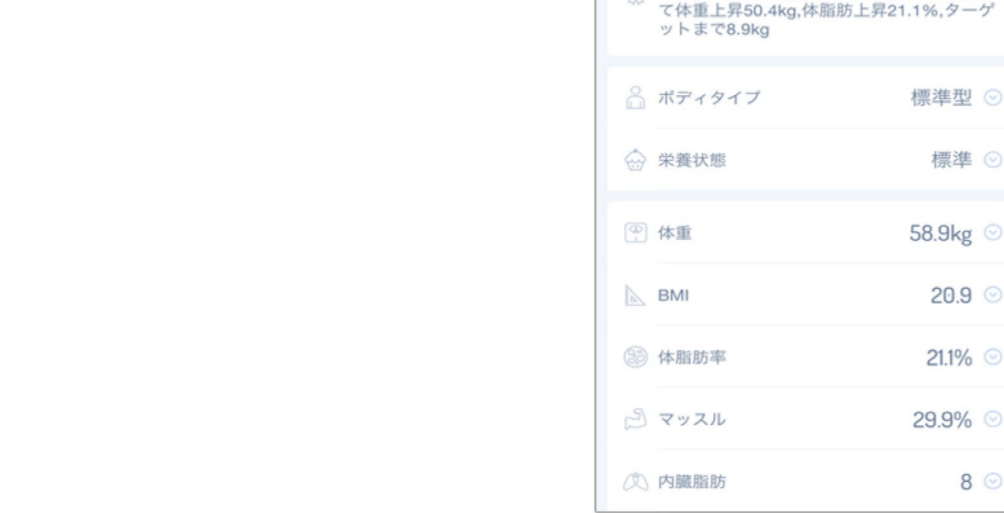 て体重上昇50.4kg,体脂肪上昇21.1%,ターゲ
ットまで8.9kg
ボディタイプ 標準型
栄養状態 標準
体重 58.9kg
BMI 20.9
体脂肪率 21.1%
マッスル 29.9%
内臓脂肪 8